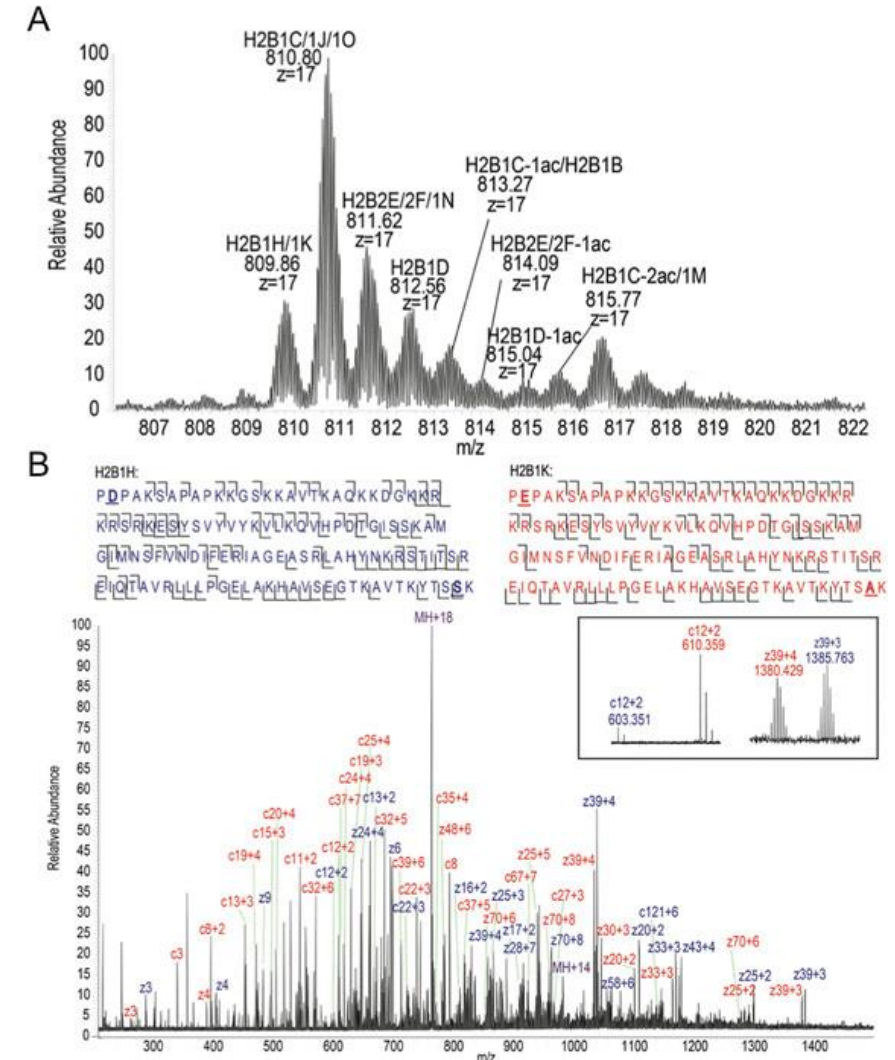 A
H2B1C/1J/1O
810.80
z=17
H2B1C-1ac/H2B1B
813.27
z=17
H2B2E/2F/1N
811.62
z=17
H2B2E/2F-1ac
814.09
z=17
H2B1H/1K
809.86
z=17
H2B1D
812.56
z=17
H2B1C-2ac/1M
815.77
z=17
H2B1D-1ac
815.04
z=17
Relative Abundance
100
90
80
70
60
50
40
30
20
10
0
807 808 809 810 811 812 813 814 815 816 817 818 819 820 821 822
m/z
B
H2B1H:
PDPAKSAPAPKKGSKKAVTKAQKKDGKKR
KRSRKESYSVYVYKVLKQVHPDTGISSKAM
GIMNSFVNDIFERIAGEASRLAHYNKRSTITSR
EIQTAVRLLLPGELAKHAVSEGTKAVTKYTSSK
H2B1K:
PEPAKSAPAPKKGSKKAVTKAQKKDGKKR
KRSRKESYSVYVYKVLKQVHPDTGISSKAM
GIMNSFVNDIFERIAGEASRLAHYNKRSTITSR
EIQTAVRLLLPGELAKHAVSEGTKAVTKYTSAK
Relative Abundance
100
95
90
85
80
75
70
65
60
55
50
45
40
35
30
25
20
15
10
5
0
MH+18
c12+2
610.359
z39+3
1385.763
z39+4
1380.429
c12+2
603.351
c25+4
c19+3
c24+4
c37+7 c13+2
c35+4
z39+4
c20+4
c32+5
c15+3
z24+4
z48+6
c12+2
z6
c19+4
c11+2
c39+6
c8
z25+5
z39+4
c12+2
c67+7
z9
c32+6
c22+3
z16+2
z25+3
c27+3
c13+3
c22+3
c37+5
z70+6
z70+8
c121+6
c8+2
z17+2
z30+3
z20+2
c3
z39+4
z28+7
z70+8
z33+3
z43+4
z70+6
MH+14
z20+2
z33+3
z3
z4
z4
z58+6
z25+2
z39+3
z3
z25+2
z39+3
300 400 500 600 700 800 900 1000 1100 1200 1300 1400
m/z